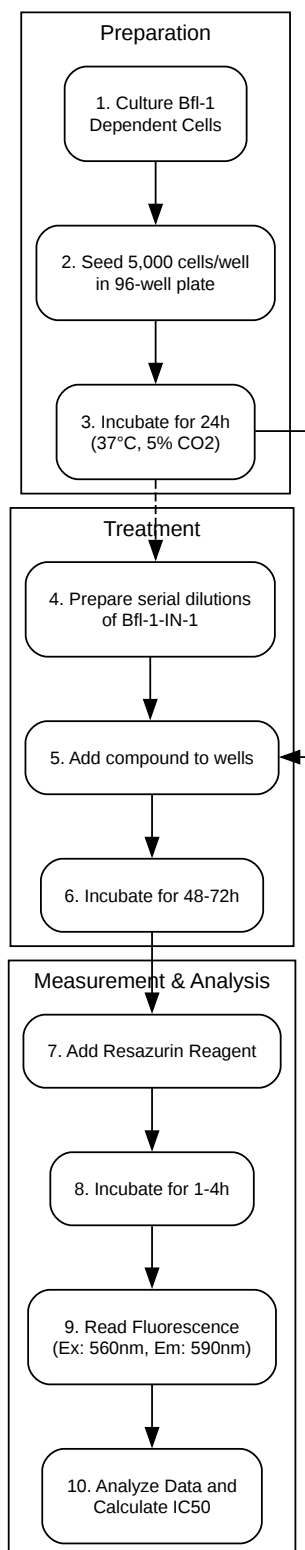 Preparation
1. Culture Bfl-1
Dependent Cells
2. Seed 5,000 cells/well
in 96-well plate
3. Incubate for 24h
(37°C, 5% CO2)
Treatment
4. Prepare serial dilutions
of Bfl-1-IN-1
5. Add compound to wells
6. Incubate for 48-72h
Measurement & Analysis
7. Add Resazurin Reagent
8. Incubate for 1-4h
9. Read Fluorescence
(Ex: 560nm, Em: 590nm)
10. Analyze Data and
Calculate IC50